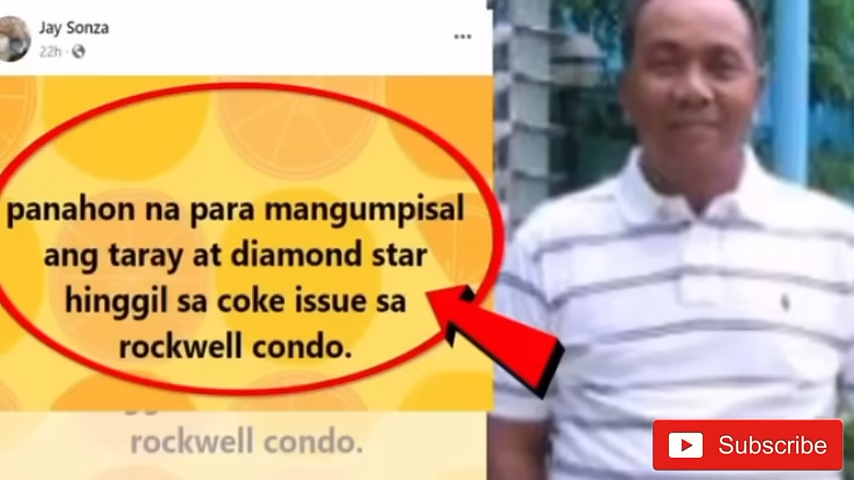 Jay Sonza
22h ·
panahon na para mangumpisal
ang taray at diamond star
hinggil sa coke issue sa
rockwell condo.
rockwell condo.
Subscribe